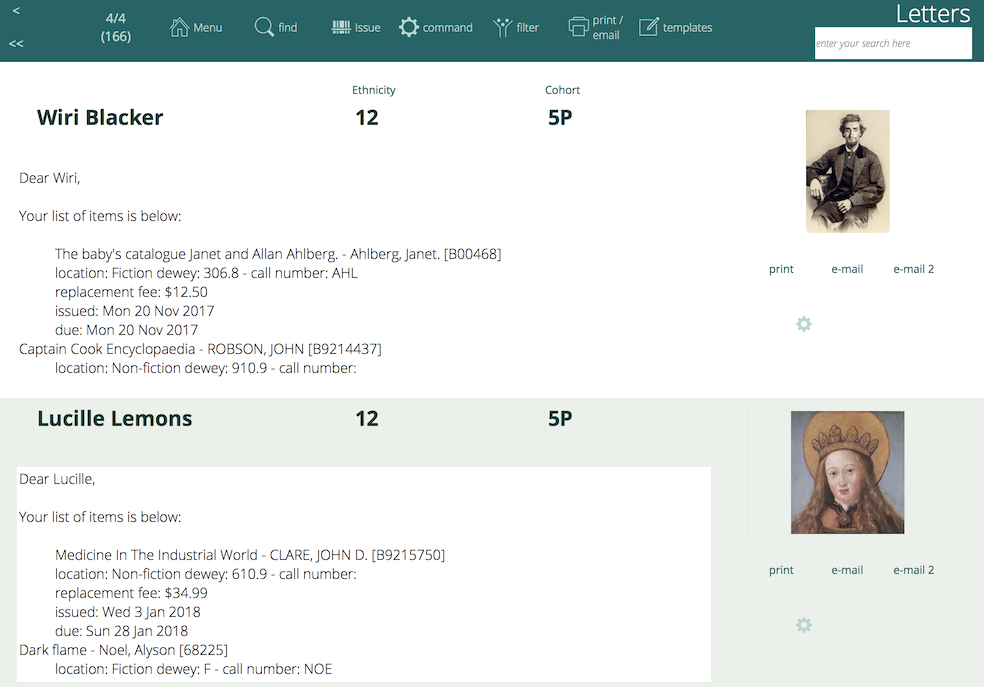 <
<<
4/4
(166)
Menu
find
Issue
command
filter
print /
email
templates
Letters
enter your search here
Ethnicity
Cohort
Wiri Blacker
12
5P
Dear Wiri,
Your list of items is below:
The baby's catalogue Janet and Allan Ahlberg. - Ahlberg, Janet. [B00468]
location: Fiction dewey: 306.8 - call number: AHL
replacement fee: $12.50
issued: Mon 20 Nov 2017
due: Mon 20 Nov 2017
Captain Cook Encyclopaedia - ROBSON, JOHN [B9214437]
location: Non-fiction dewey: 910.9 - call number:
print
e-mail
e-mail 2
Lucille Lemons
12
5P
Dear Lucille,
Your list of items is below:
Medicine In The Industrial World - CLARE, JOHN D. [B9215750]
location: Non-fiction dewey: 610.9 - call number:
replacement fee: $34.99
issued: Wed 3 Jan 2018
due: Sun 28 Jan 2018
Dark flame - Noel, Alyson [68225]
location: Fiction dewey: F - call number: NOE
print
e-mail
e-mail 2